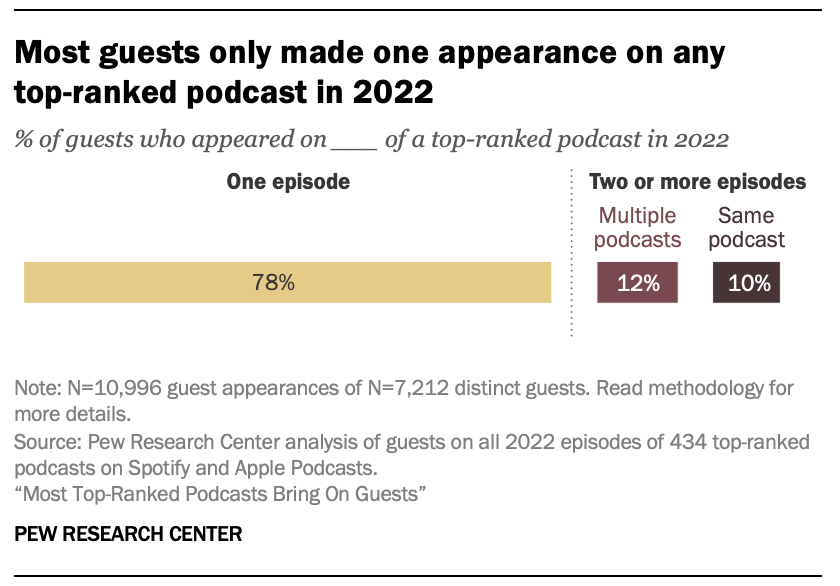 Most guests only made one appearance on any
top-ranked podcast in 2022
% of guests who appeared on ___ of a top-ranked podcast in 2022
One episode
Two or more episodes
Multiple podcasts
Same podcast
78%
12%
10%
Note: N=10,996 guest appearances of N=7,212 distinct guests. Read methodology for
more details.
Source: Pew Research Center analysis of guests on all 2022 episodes of 434 top-ranked
podcasts on Spotify and Apple Podcasts.
“Most Top-Ranked Podcasts Bring On Guests”
PEW RESEARCH CENTER